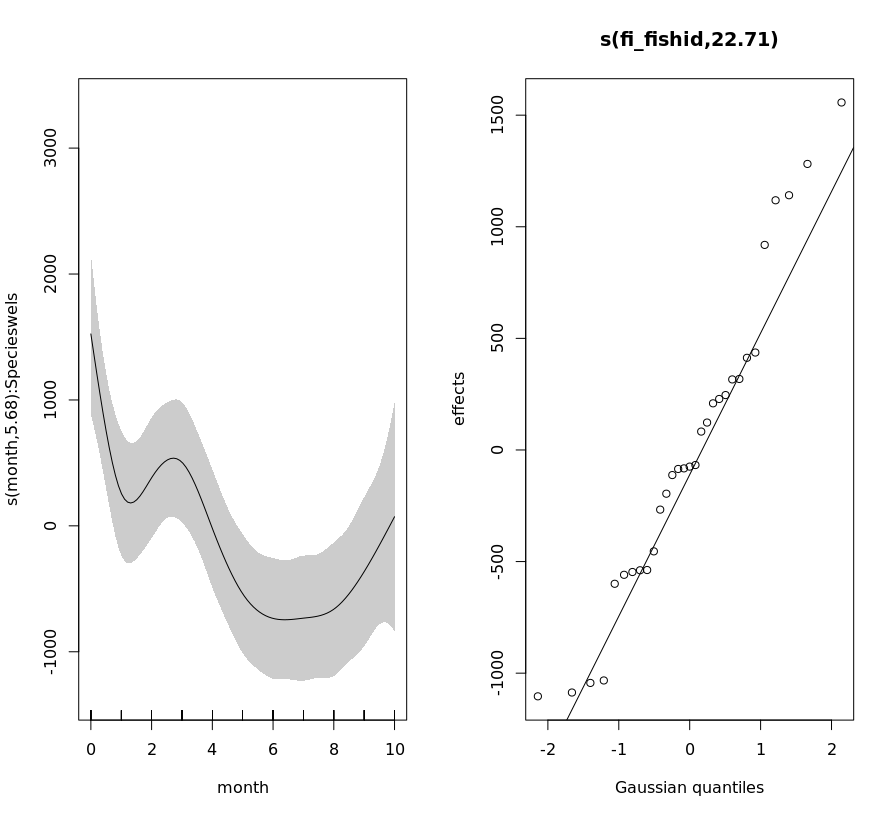 s(month,5.68):Specieswels
3000
2000
1000
0
-1000
0 2 4 6 8 10
month
s(fi_fishid,22.71)
effects
1500
1000
500
0
-500
-1000
-2 -1 0 1 2
Gaussian quantiles